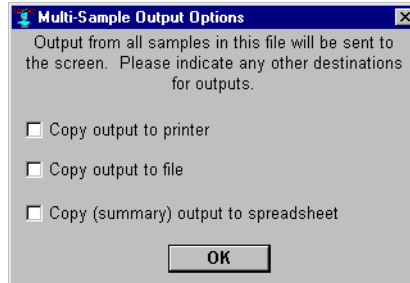 Multi-Sample Output Options
Output from all samples in this file will be sent to
the screen. Please indicate any other destinations
for outputs.
Copy output to printer
Copy output to file
Copy (summary) output to spreadsheet
OK